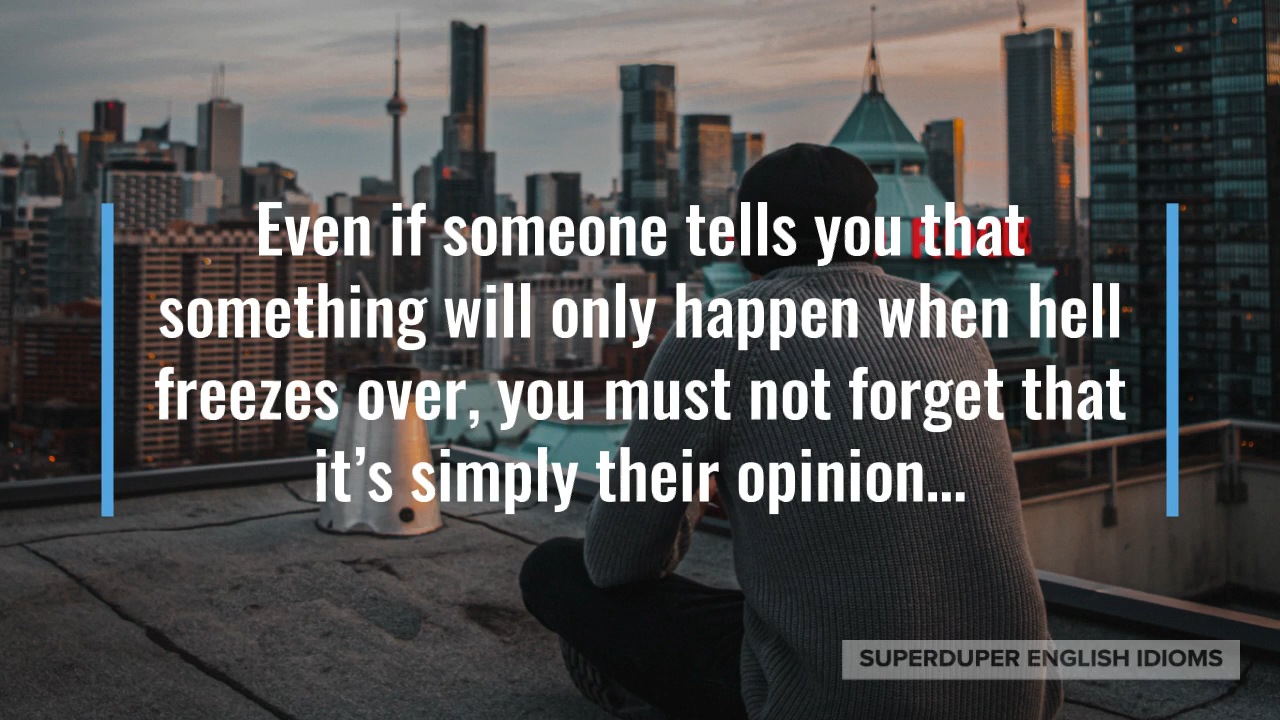 Even if someone tells you that
something will only happen when hell
freezes over, you must not forget that
it’s simply their opinion...
SUPERDUPER ENGLISH IDIOMS